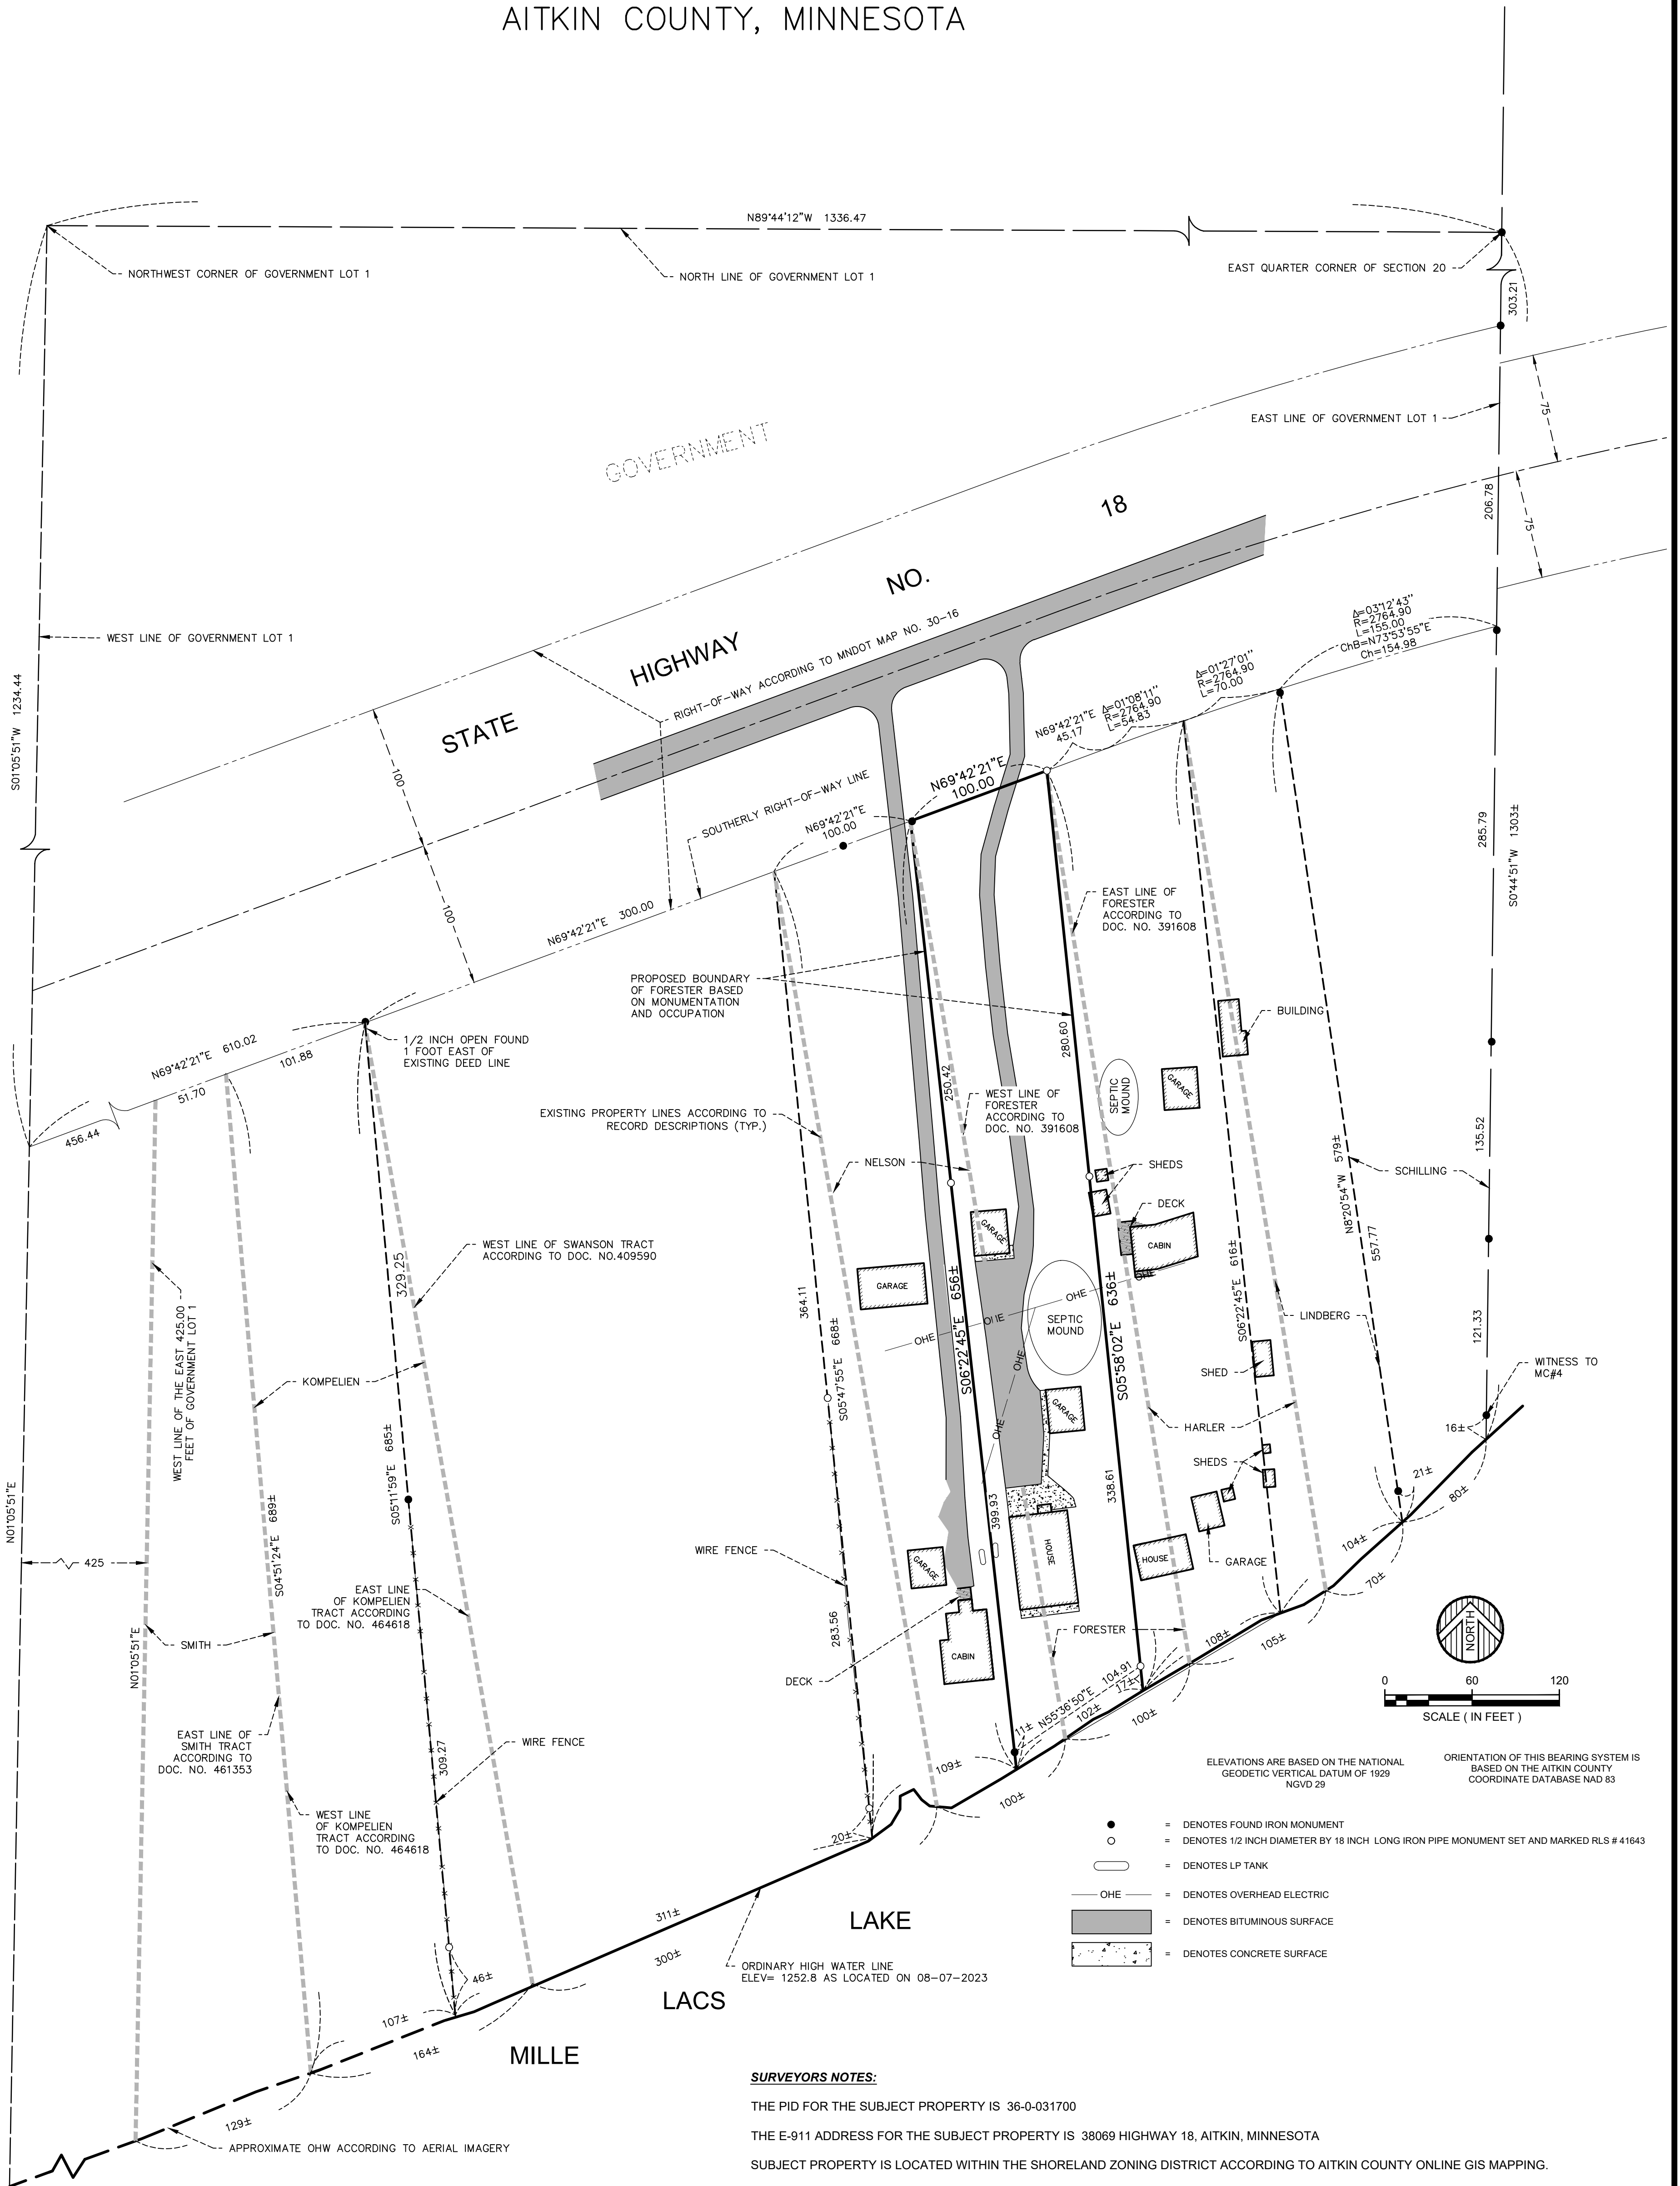 AITKIN COUNTY, MINNESOTA
N89°44'12"W 1336.47
NORTHWEST CORNER OF GOVERNMENT LOT 1
NORTH LINE OF GOVERNMENT LOT 1
EAST QUARTER CORNER OF SECTION 20
303.21
EAST LINE OF GOVERNMENT LOT 1
75
GOVERNMENT
206.78
75
18
NO.
HIGHWAY
STATE
WEST LINE OF GOVERNMENT LOT 1
S01°05'51"W 1234.44
RIGHT-OF-WAY ACCORDING TO MNDOT MAP NO. 30-16
Δ=03°12'43"
R=2764.90
L=155.00
ChB=N73°53'55"E
Ch=154.98
Δ=01°27'01"
R=2764.90
L=70.00
Δ=01°08'11"
R=2764.90
L=54.83
N69°42'21"E
45.17
N69°42'21"E
100.00
SOUTHERLY RIGHT-OF-WAY LINE
N69°42'21"E
100.00
100
100
N69°42'21"E 300.00
285.79
S0°44'51"W 1303±
EAST LINE OF
FORESTER
ACCORDING TO
DOC. NO. 391608
PROPOSED BOUNDARY
OF FORESTER BASED
ON MONUMENTATION
AND OCCUPATION
BUILDING
1/2 INCH OPEN FOUND
1 FOOT EAST OF
EXISTING DEED LINE
N69°42'21"E 610.02
51.70
101.88
456.44
280.60
250.42
SEPTIC
MOUND
GARAGE
WEST LINE OF
FORESTER
ACCORDING TO
DOC. NO. 391608
EXISTING PROPERTY LINES ACCORDING TO
RECORD DESCRIPTIONS (TYP.)
135.52
N8°20'54"W 579±
557.77
SCHILLING
NELSON
SHEDS
DECK
CABIN
GARAGE
WEST LINE OF SWANSON TRACT
ACCORDING TO DOC. NO.409590
329.25
GARAGE
OHE
OHE
OHE
OHE
OHE
OHE
SEPTIC
MOUND
364.11
S05°47'55"E 668±
S06°22'45"E 656±
S05°58'02"E 636±
S06°22'45"E 616±
LINDBERG
121.33
WEST LINE OF THE EAST 425.00
FEET OF GOVERNMENT LOT 1
KOMPELIEN
SHED
WITNESS TO
MC#4
16±
GARAGE
HARLER
SHEDS
21±
80±
S05°11'59"E 685±
S04°51'24"E 689±
N01°05'51"E
425
338.61
399.93
WIRE FENCE
GARAGE
HOUSE
HOUSE
GARAGE
104±
70±
EAST LINE
OF KOMPELIEN
TRACT ACCORDING
TO DOC. NO. 464618
SMITH
N01°05'51"E
283.56
CABIN
DECK
FORESTER
108±
105±
NORTH
0 60 120
SCALE ( IN FEET )
11±
N55°36'50"E 104.91
17±
102±
100±
EAST LINE OF
SMITH TRACT
ACCORDING TO
DOC. NO. 461353
309.27
WIRE FENCE
109±
100±
ELEVATIONS ARE BASED ON THE NATIONAL
GEODETIC VERTICAL DATUM OF 1929
NGVD 29
ORIENTATION OF THIS BEARING SYSTEM IS
BASED ON THE AITKIN COUNTY
COORDINATE DATABASE NAD 83
WEST LINE
OF KOMPELIEN
TRACT ACCORDING
TO DOC. NO. 464618
20±
= DENOTES FOUND IRON MONUMENT
= DENOTES 1/2 INCH DIAMETER BY 18 INCH LONG IRON PIPE MONUMENT SET AND MARKED RLS # 41643
= DENOTES LP TANK
OHE = DENOTES OVERHEAD ELECTRIC
= DENOTES BITUMINOUS SURFACE
= DENOTES CONCRETE SURFACE
311±
300±
LAKE
ORDINARY HIGH WATER LINE
ELEV= 1252.8 AS LOCATED ON 08-07-2023
46±
LACS
107±
164±
MILLE
129±
APPROXIMATE OHW ACCORDING TO AERIAL IMAGERY
SURVEYORS NOTES:
THE PID FOR THE SUBJECT PROPERTY IS 36-0-031700
THE E-911 ADDRESS FOR THE SUBJECT PROPERTY IS 38069 HIGHWAY 18, AITKIN, MINNESOTA
SUBJECT PROPERTY IS LOCATED WITHIN THE SHORELAND ZONING DISTRICT ACCORDING TO AITKIN COUNTY ONLINE GIS MAPPING.